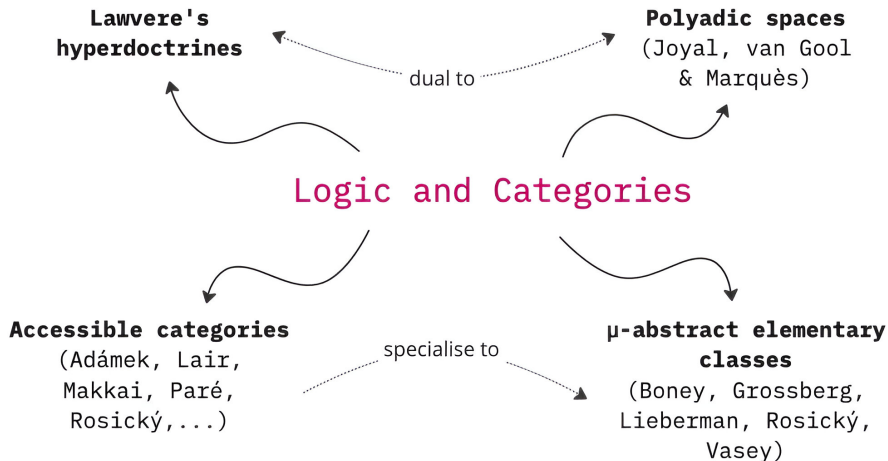 Lawvere's
hyperdoctrines
Polyadic spaces
(Joyal, van Gool
& Marquès)
dual to
Logic and Categories
Accessible categories
(Adámek, Lair,
Makkai, Paré,
Rosický,...)
specialise to
μ-abstract elementary
classes
(Boney, Grossberg,
Lieberman, Rosický,
Vasey)